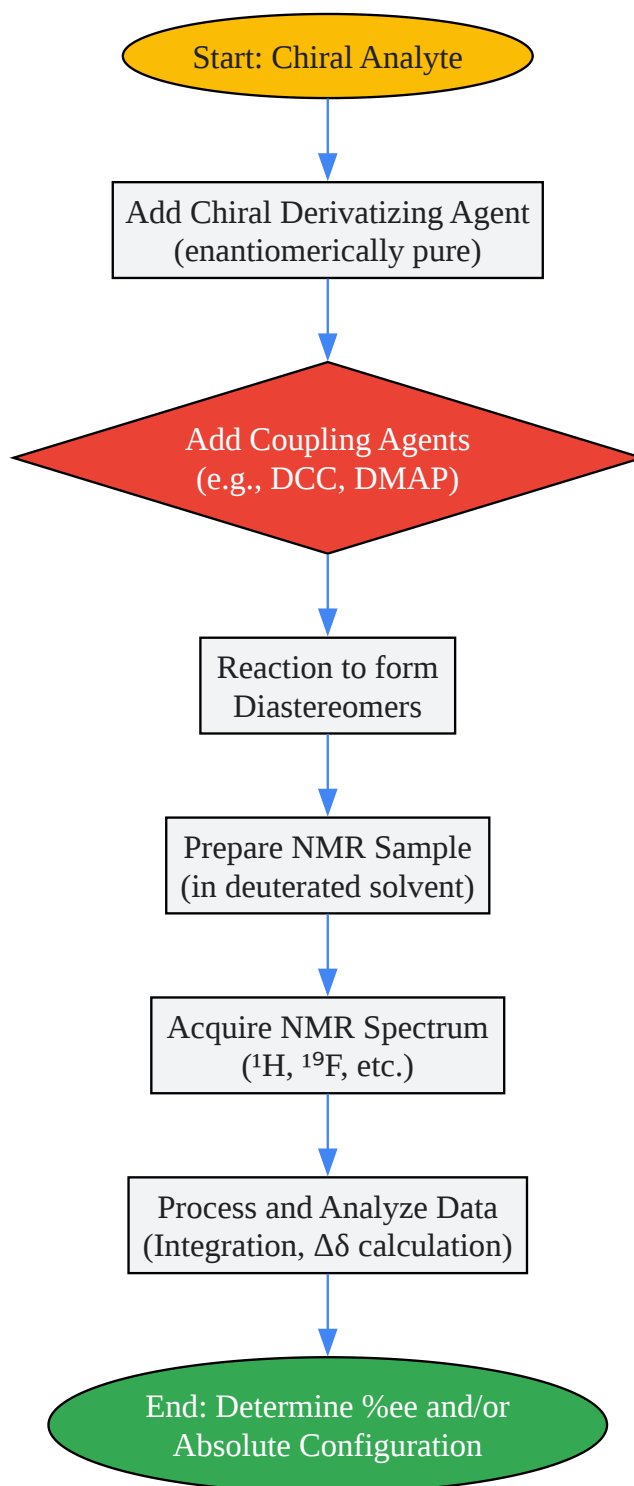 Start: Chiral Analyte
Add Chiral Derivatizing Agent
(enantiomerically pure)
Add Coupling Agents
(e.g., DCC, DMAP)
Reaction to form
Diastereomers
Prepare NMR Sample
(in deuterated solvent)
Acquire NMR Spectrum
(¹H, ¹⁹F, etc.)
Process and Analyze Data
(Integration, Δδ calculation)
End: Determine %ee and/or
Absolute Configuration